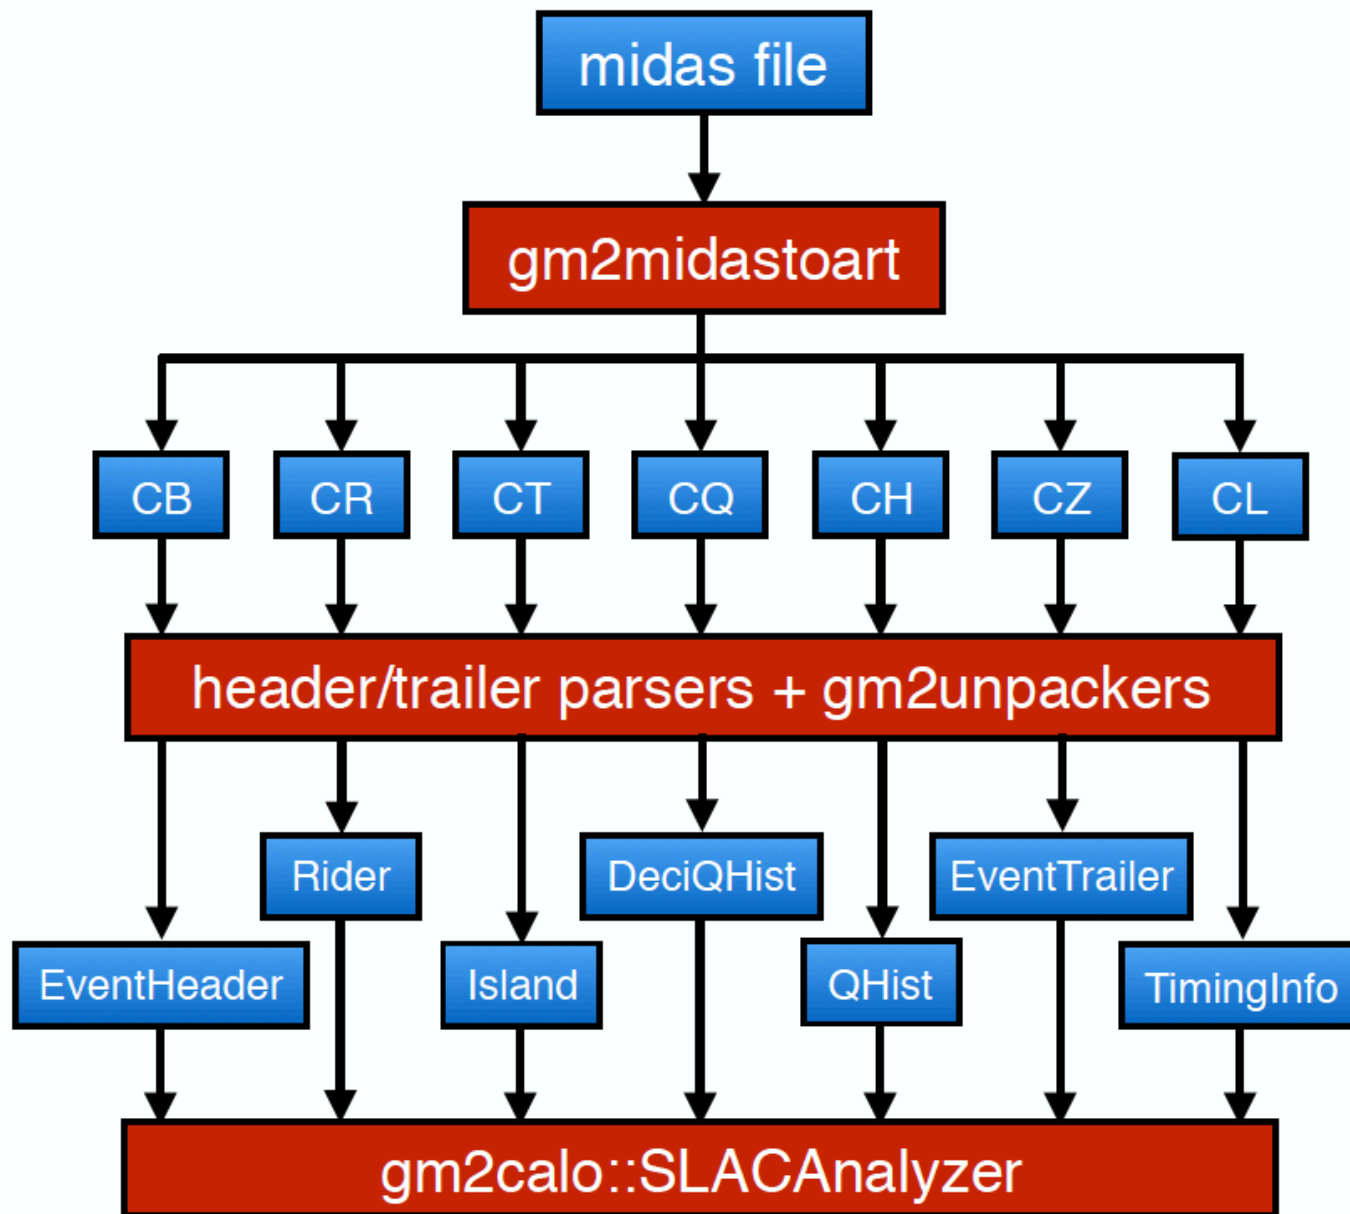 midas file
gm2midastoart
CB CR CT CQ CH CZ CL
header/trailer parsers + gm2unpackers
Rider DeciQHist EventTrailer
EventHeader Island QHist TimingInfo
gm2calo::SLACAnalyzer